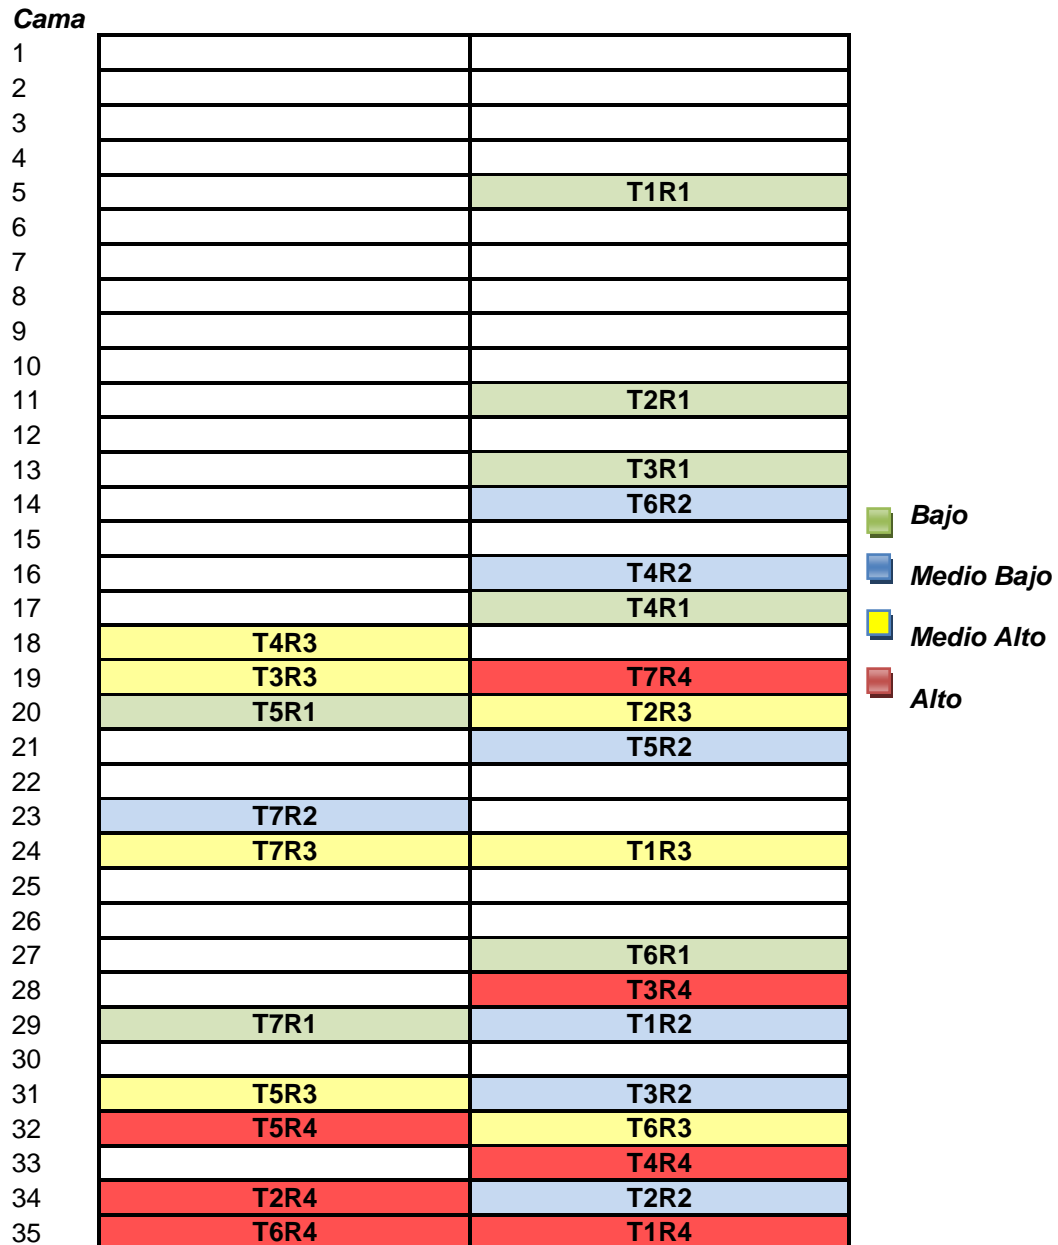 Cama
1
2
3
4
5 T1R1
6
7
8
9
10
11 T2R1
12
13 T3R1
14 T6R2
15
16 T4R2
17 T4R1
18 T4R3
19 T3R3 T7R4
20 T5R1 T2R3
21 T5R2
22
23 T7R2
24 T7R3 T1R3
25
26
27 T6R1
28 T3R4
29 T7R1 T1R2
30
31 T5R3 T3R2
32 T5R4 T6R3
33 T4R4
34 T2R4 T2R2
35 T6R4 T1R4
Bajo
Medio Bajo
Medio Alto
Alto